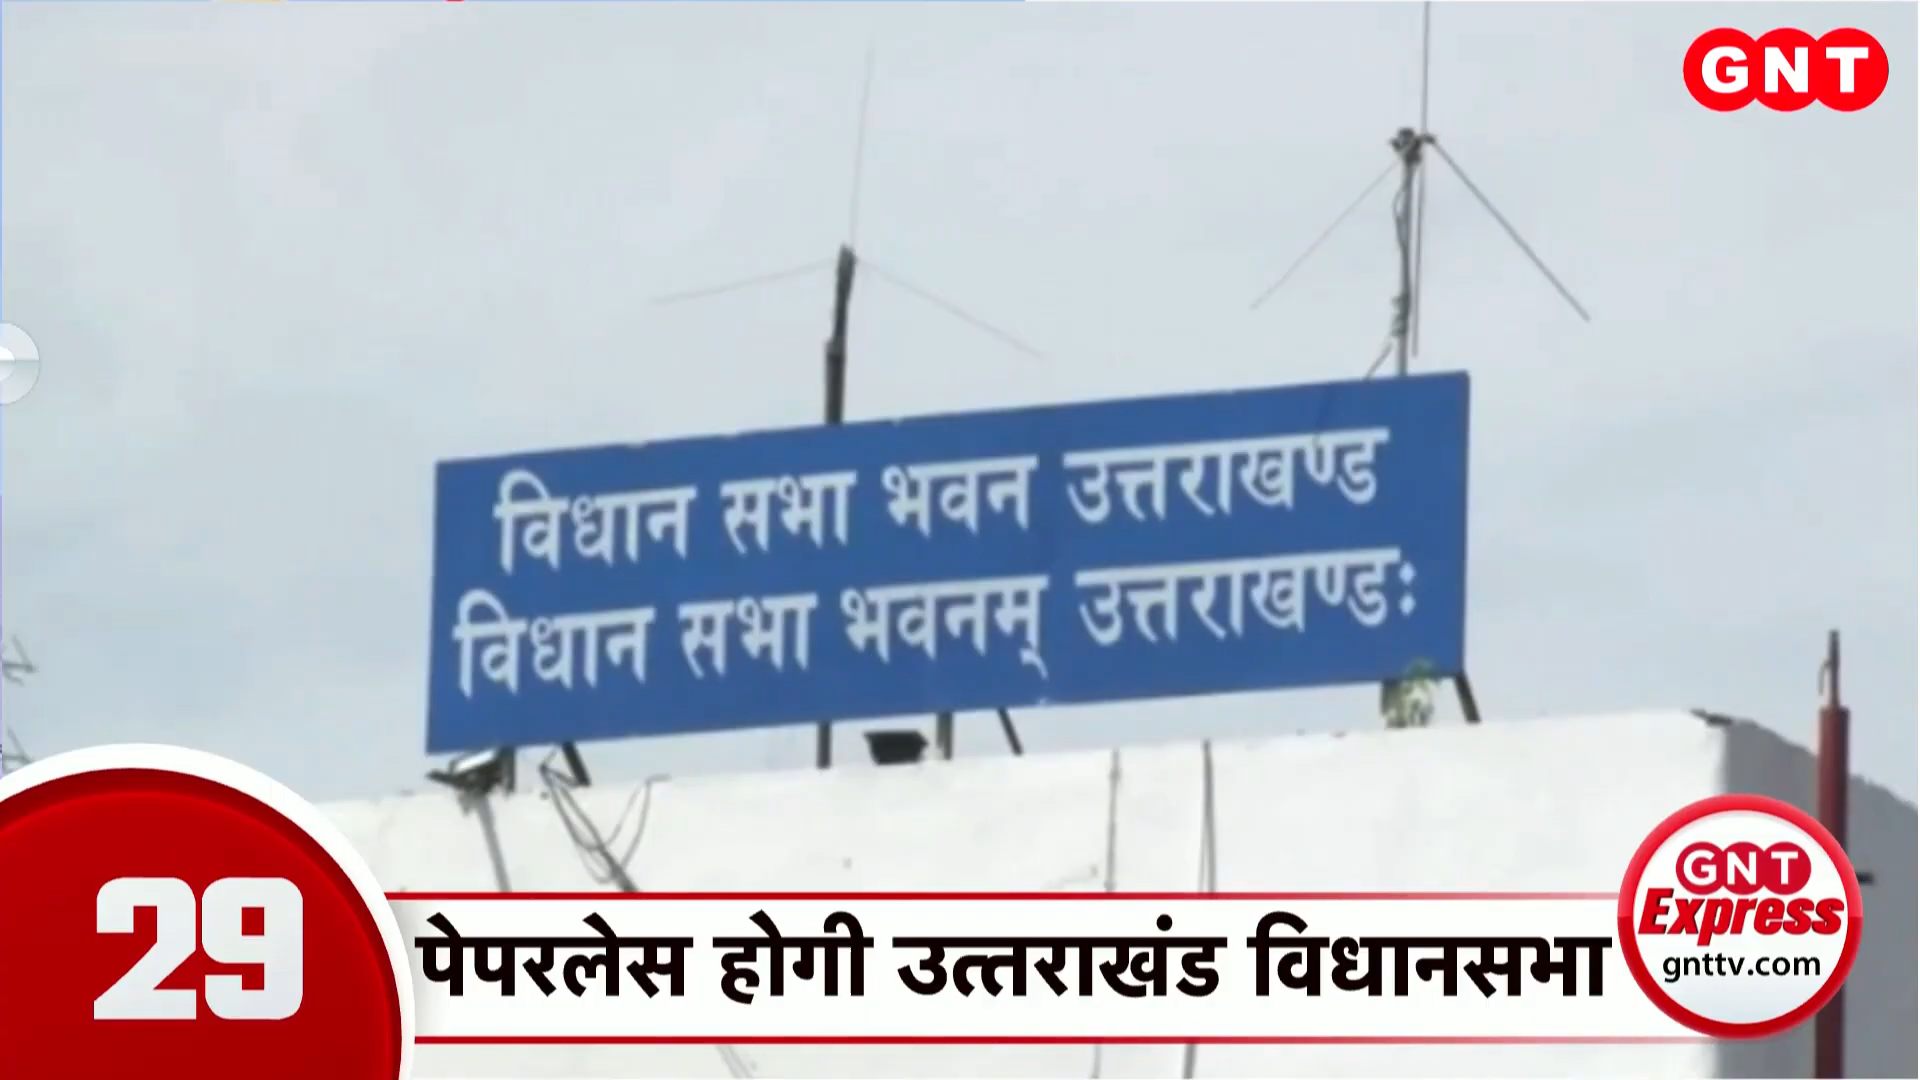 GNT
विधान सभा भवन उत्तराखण्ड
विधान सभा भवनम् उत्तराखण्डः
29
पेपरलेस होगी उत्तराखंड विधानसभा
GNT
Express
gnttv.com